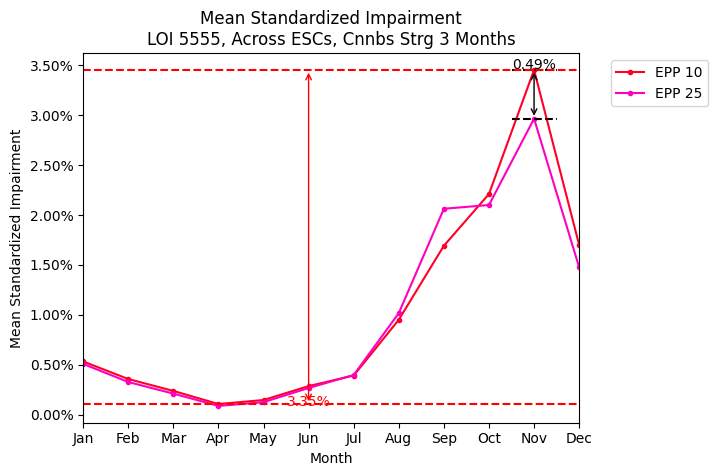 Mean Standardized Impairment
LOI 5555, Across ESCs, Cnnbs Strg 3 Months
Mean Standardized Impairment
3.50%
3.00%
2.50%
2.00%
1.50%
1.00%
0.50%
0.00%
0.49%
3.35%
EPP 10
EPP 25
Jan Feb Mar Apr May Jun Jul Aug Sep Oct Nov Dec
Month